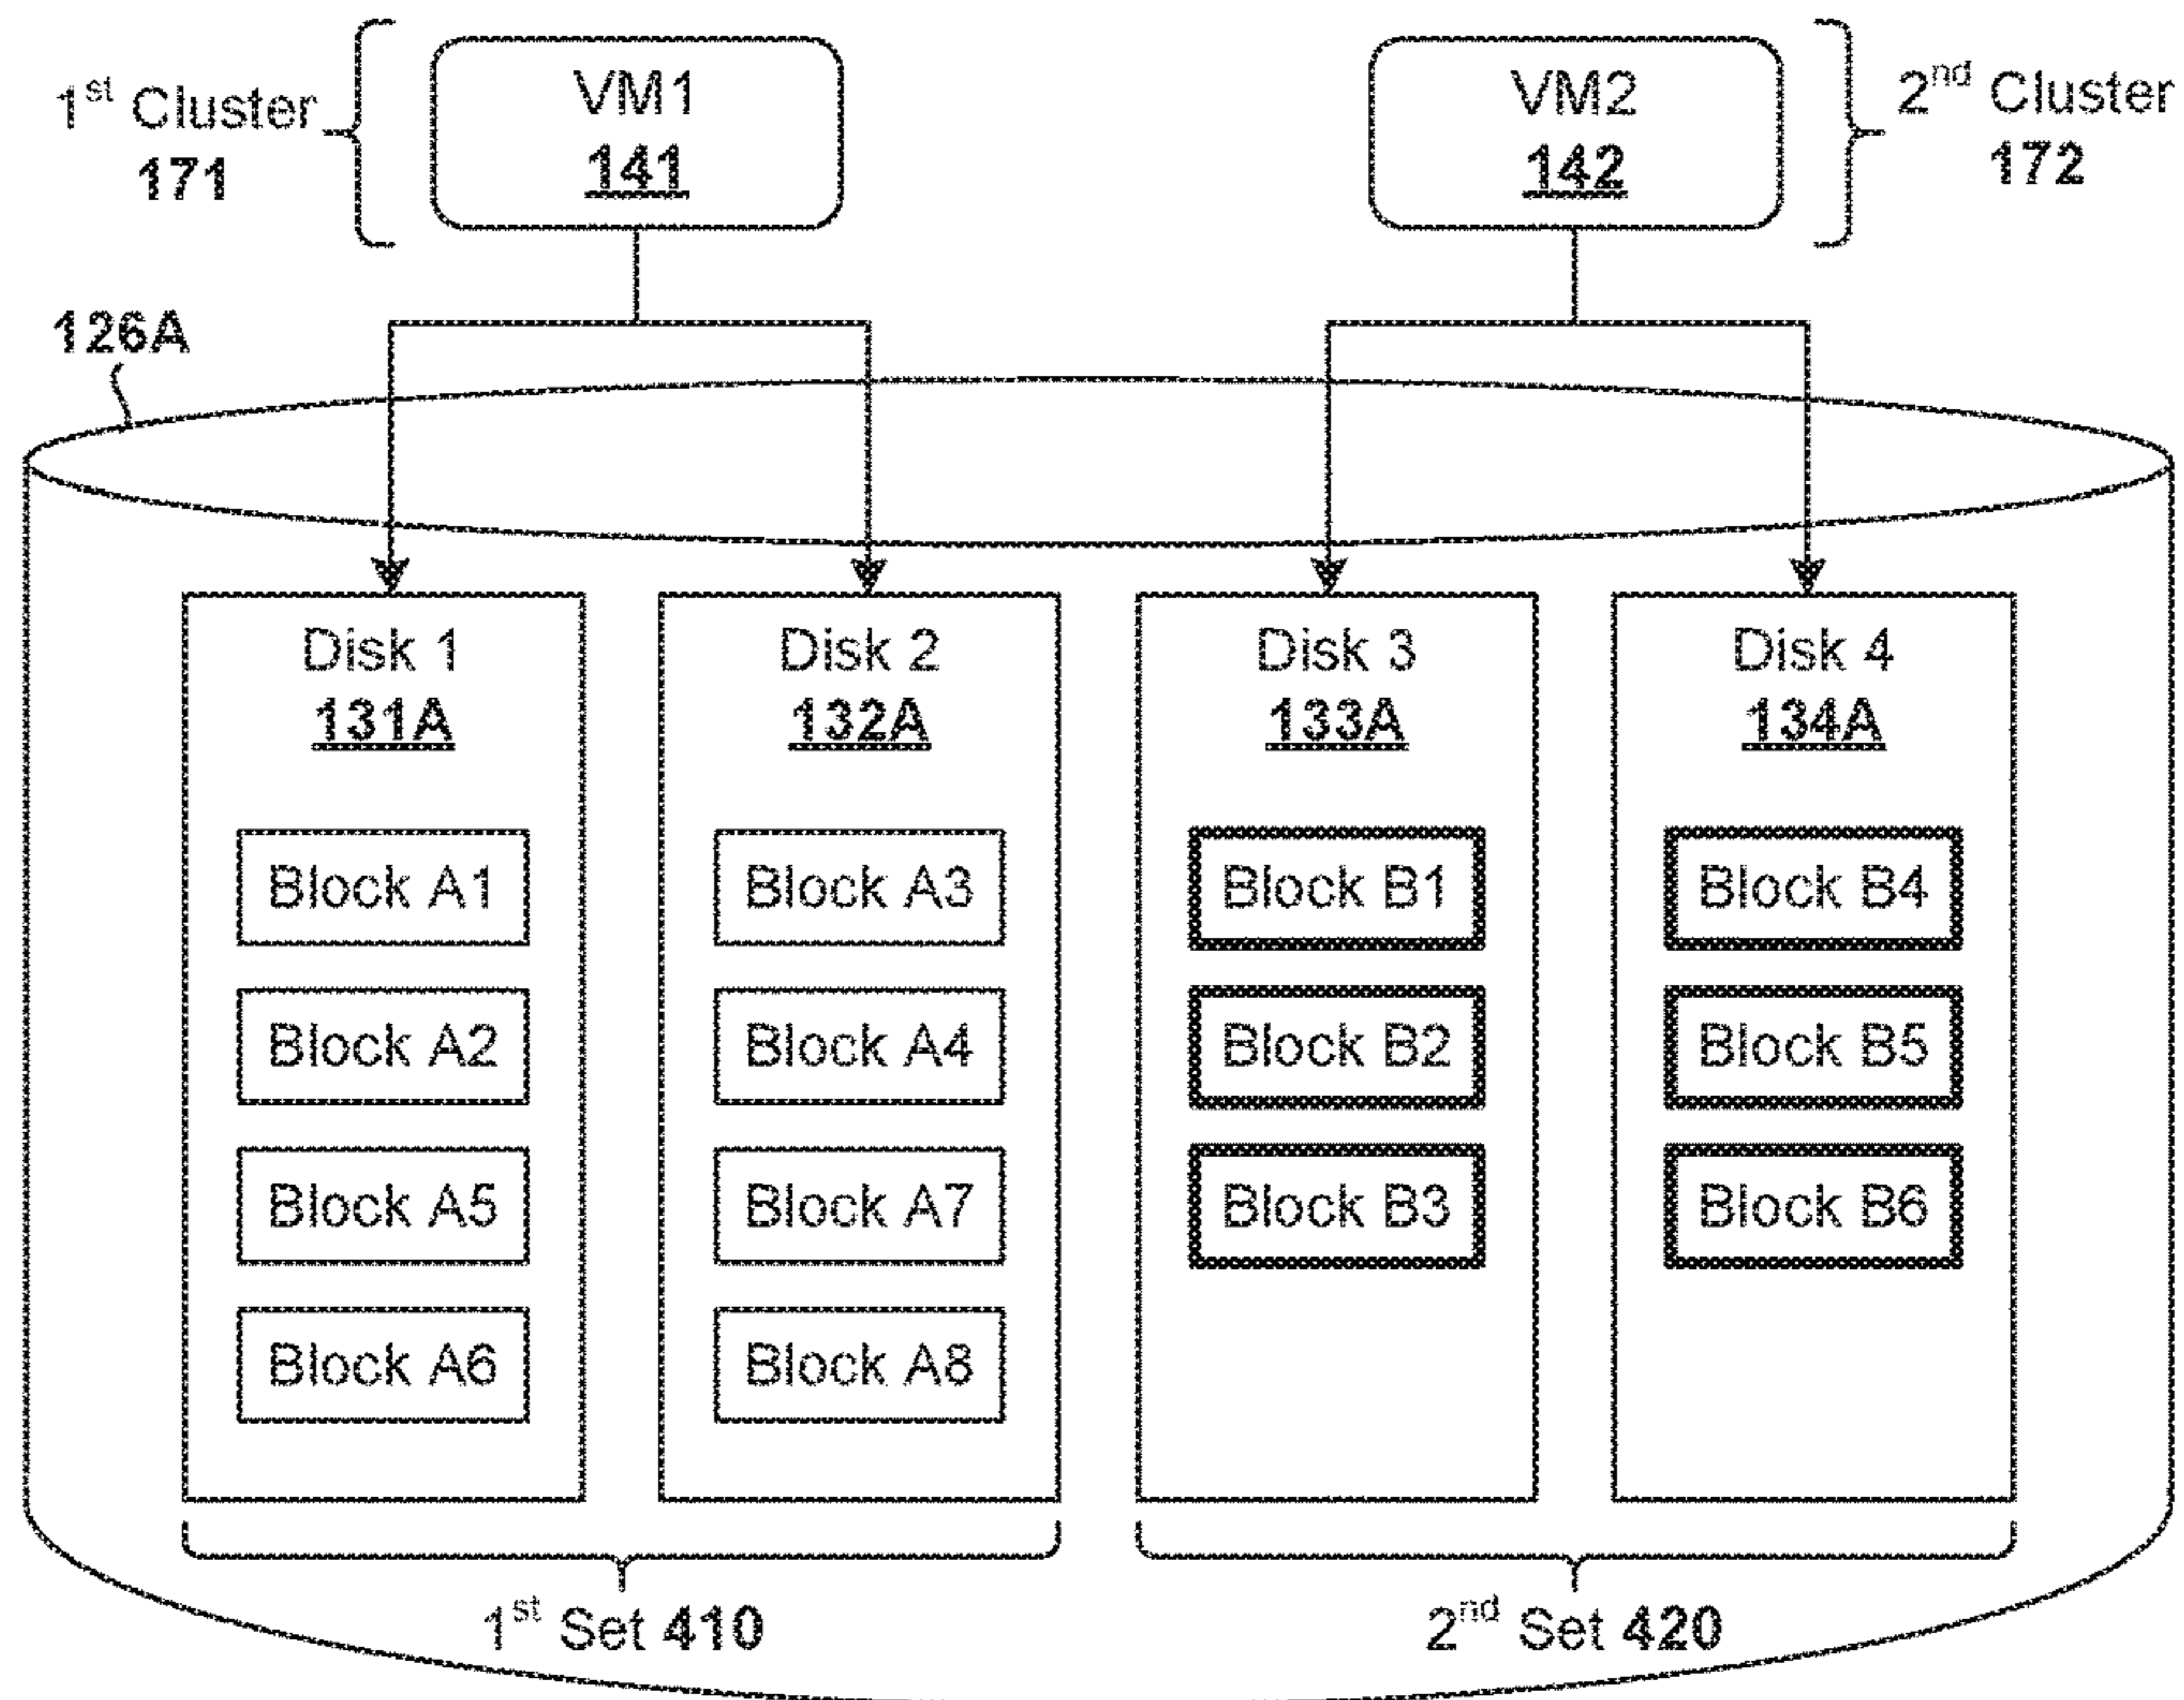 1st Cluster
171
VM1
141
VM2
142
2nd Cluster
172
126A
Disk 1
131A
Block A1
Block A2
Block A5
Block A6
Disk 2
132A
Block A3
Block A4
Block A7
Block A8
Disk 3
133A
Block B1
Block B2
Block B3
Disk 4
134A
Block B4
Block B5
Block B6
1st Set 410
2nd Set 420